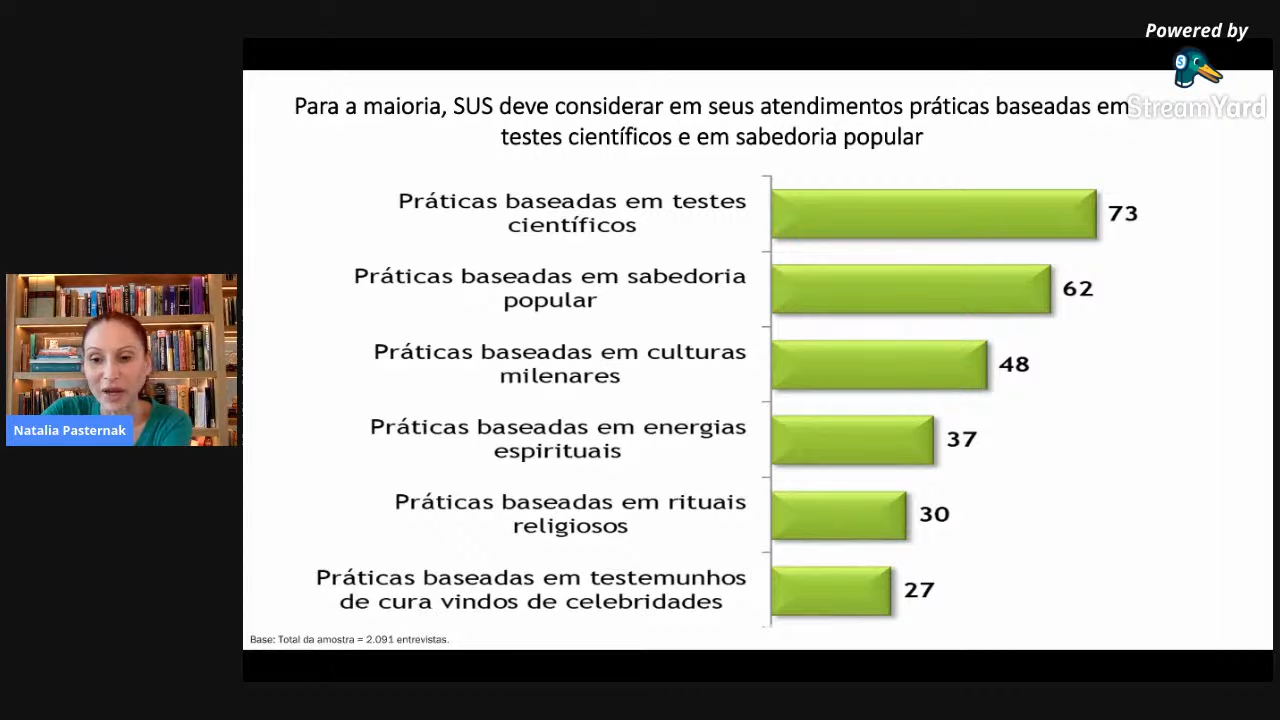 Powered by
StreamYard
Para a maioria, SUS deve considerar em seus atendimentos práticas baseadas em
testes científicos e em sabedoria popular
Práticas baseadas em testes
científicos
73
Práticas baseadas em sabedoria
popular
62
Práticas baseadas em culturas
milenares
48
Práticas baseadas em energias
espirituais
37
Práticas baseadas em rituais
religiosos
30
Práticas baseadas em testemunhos
de cura vindos de celebridades
27
Base: Total da amostra = 2.091 entrevistas.
Natalia Pasternak